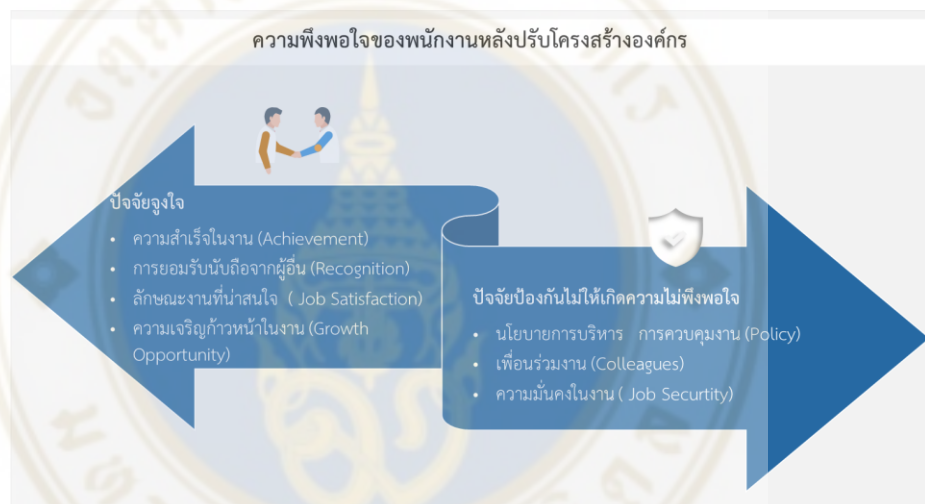 ความพึงพอใจของพนักงานหลังปรับโครงสร้างองค์กร
ปัจจัยจูงใจ
• ความสำเร็จในงาน (Achievement)
• การยอมรับนับถือจากผู้อื่น (Recognition)
• ลักษณะงานที่น่าสนใจ ( Job Satisfaction)
• ความเจริญก้าวหน้าในงาน (Growth
Opportunity)
ปัจจัยป้องกันไม่ให้เกิดความไม่พึงพอใจ
• นโยบายการบริหาร การควบคุมงาน (Policy)
• เพื่อนร่วมงาน (Colleagues)
• ความมั่นคงในงาน ( Job Securtity)